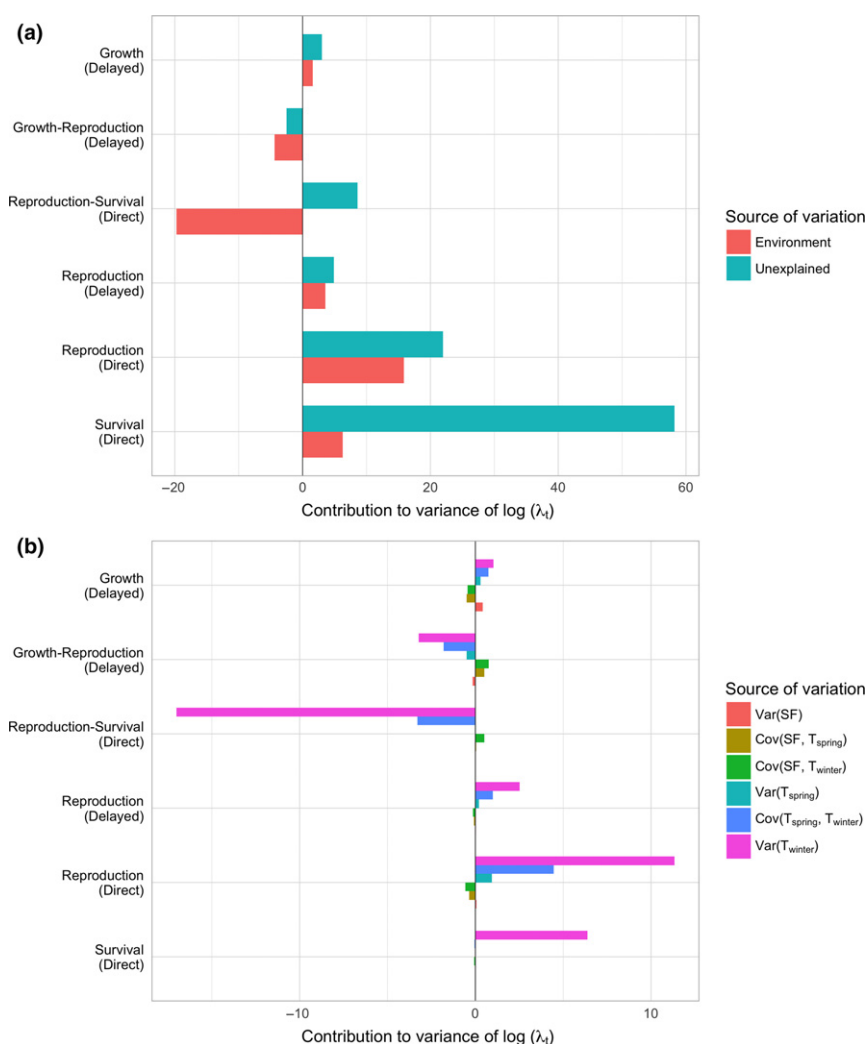 (a)
Growth
(Delayed)
Growth-Reproduction
(Delayed)
Reproduction-Survival
(Direct)
Reproduction
(Delayed)
Reproduction
(Direct)
Survival
(Direct)
−20 0 20 40 60
Contribution to variance of log (λt)
Source of variation
Environment
Unexplained
(b)
Growth
(Delayed)
Growth-Reproduction
(Delayed)
Reproduction-Survival
(Direct)
Reproduction
(Delayed)
Reproduction
(Direct)
Survival
(Direct)
−10 0 10
Contribution to variance of log (λt)
Source of variation
Var(SF)
Cov(SF, Tspring)
Cov(SF, Twinter)
Var(Tspring)
Cov(Tspring, Twinter)
Var(Twinter)